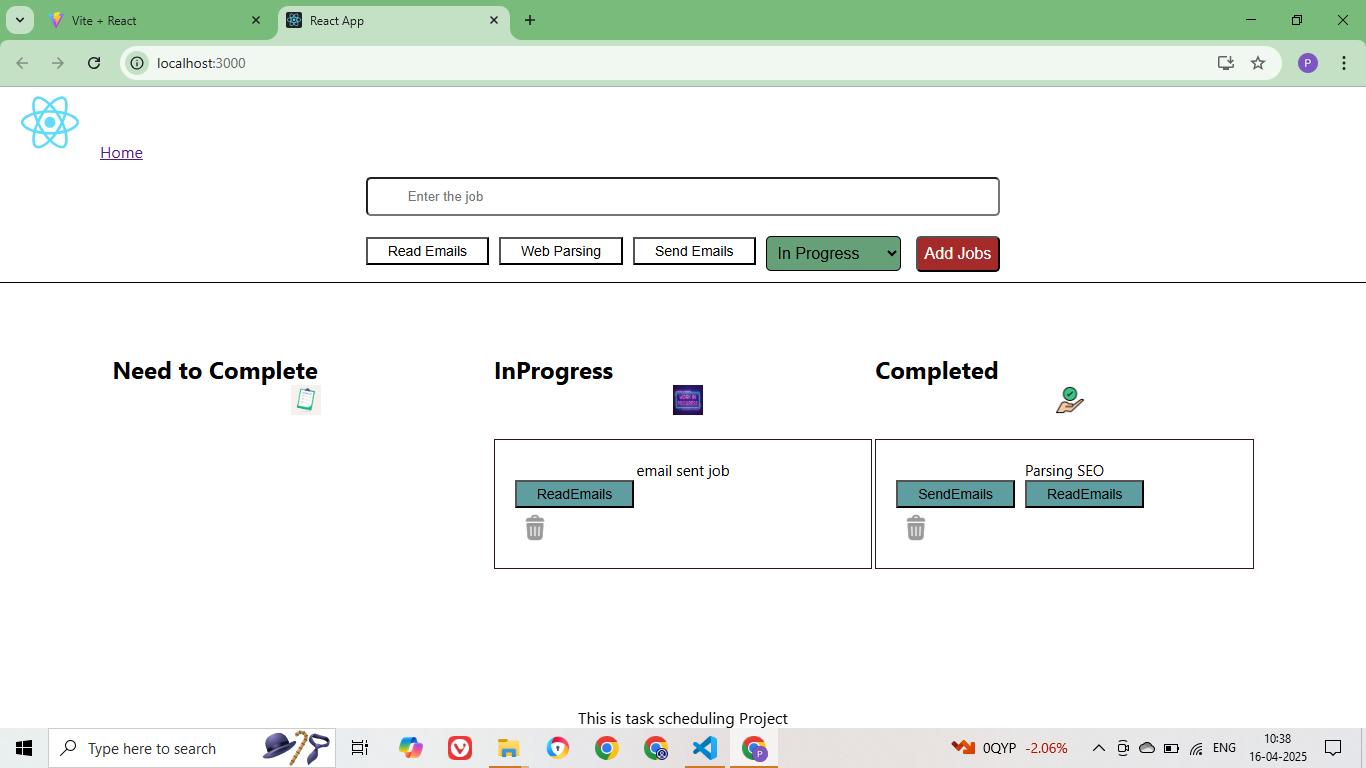 Vite + React
React App
localhost:3000
P
Home
Enter the job
Read Emails
Web Parsing
Send Emails
In Progress
Add Jobs
Need to Complete
InProgress
Completed
email sent job
ReadEmails
Parsing SEO
SendEmails
ReadEmails
This is task scheduling Project
Type here to search
P
0QYP -2.06%
ENG
10:38
16-04-2025